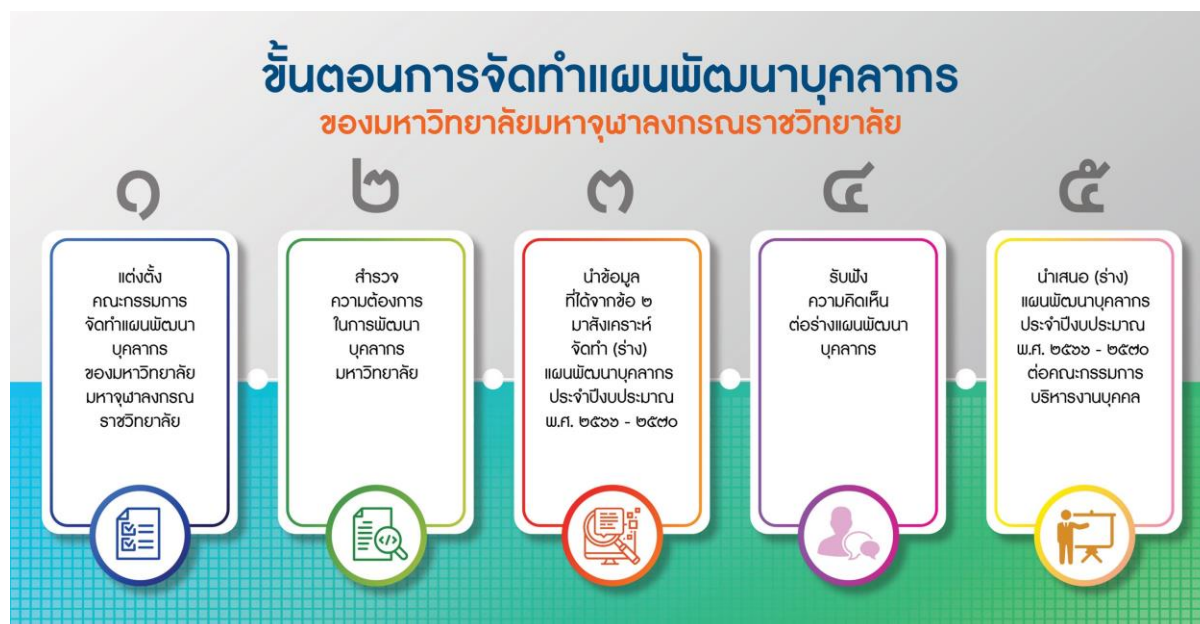 ขั้นตอนการจัดทำแผนพัฒนาบุคลากร
ของมหาวิทยาลัยมหาจุฬาลงกรณราชวิทยาลัย
๑
แต่งตั้ง
คณะกรรมการ
จัดทำแผนพัฒนา
บุคลากร
ของมหาวิทยาลัย
มหาจุฬาลงกรณ
ราชวิทยาลัย
๒
สำรวจ
ความต้องการ
ในการพัฒนา
บุคลากร
มหาวิทยาลัย
๓
นำข้อมูล
ที่ได้จากข้อ ๒
มาสังเคราะห์
จัดทำ (ร่าง)
แผนพัฒนาบุคลากร
ประจำปีงบประมาณ
พ.ศ. ๒๕๖๖ - ๒๕๗๐
๔
รับฟัง
ความคิดเห็น
ต่อร่างแผนพัฒนา
บุคลากร
๕
นำเสนอ (ร่าง)
แผนพัฒนาบุคลากร
ประจำปีงบประมาณ
พ.ศ. ๒๕๖๖ - ๒๕๗๐
ต่อคณะกรรมการ
บริหารงานบุคคล